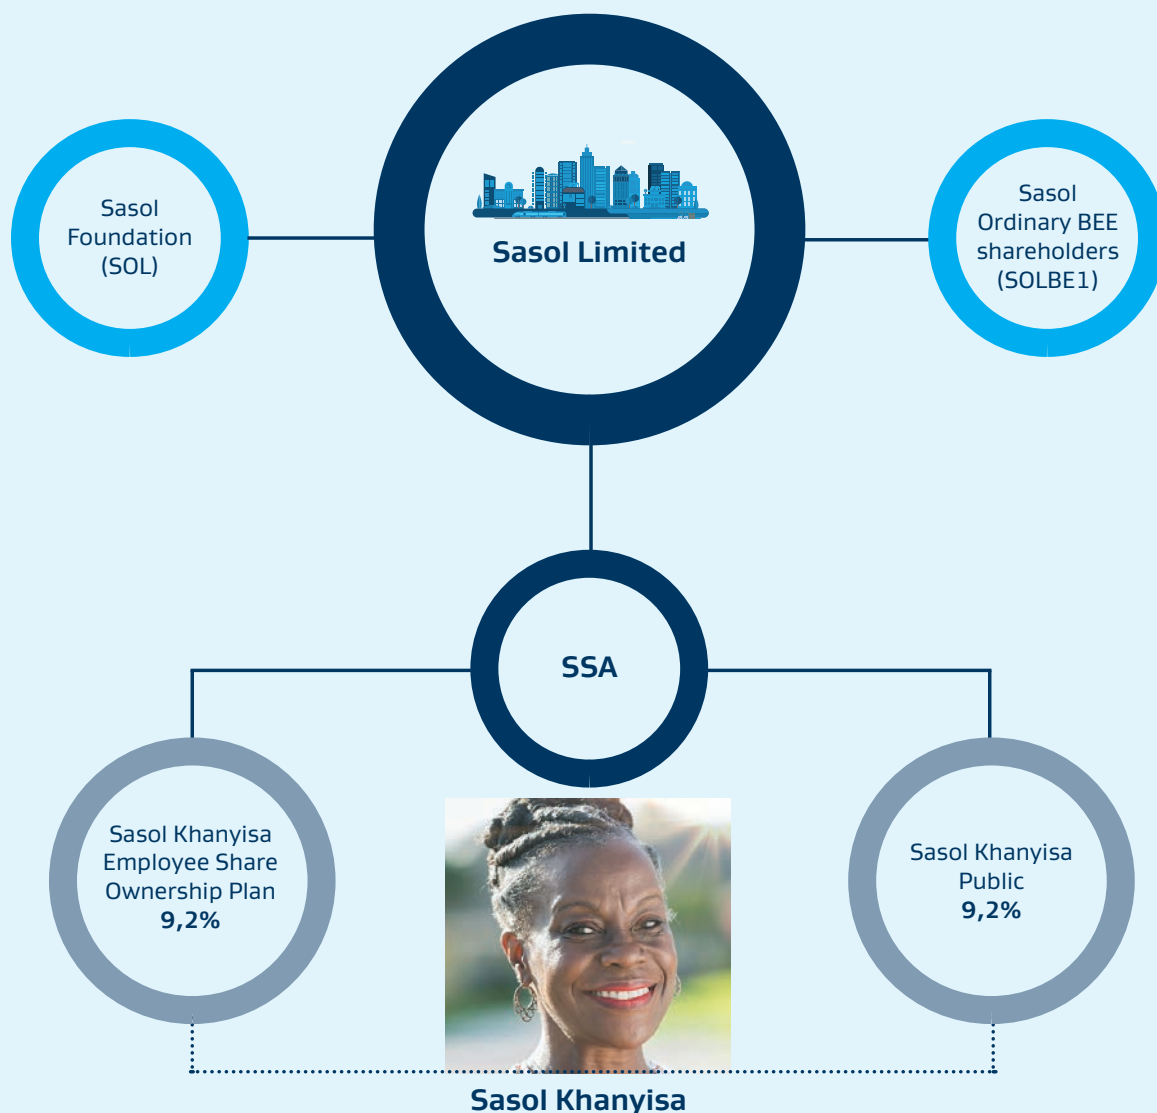 Sasol
Foundation
(SOL)
Sasol Limited
Sasol
Ordinary BEE
shareholders
(SOLBE1)
SSA
Sasol Khanyisa
Employee Share
Ownership Plan
9,2%
Sasol Khanyisa
Public
9,2%
Sasol Khanyisa